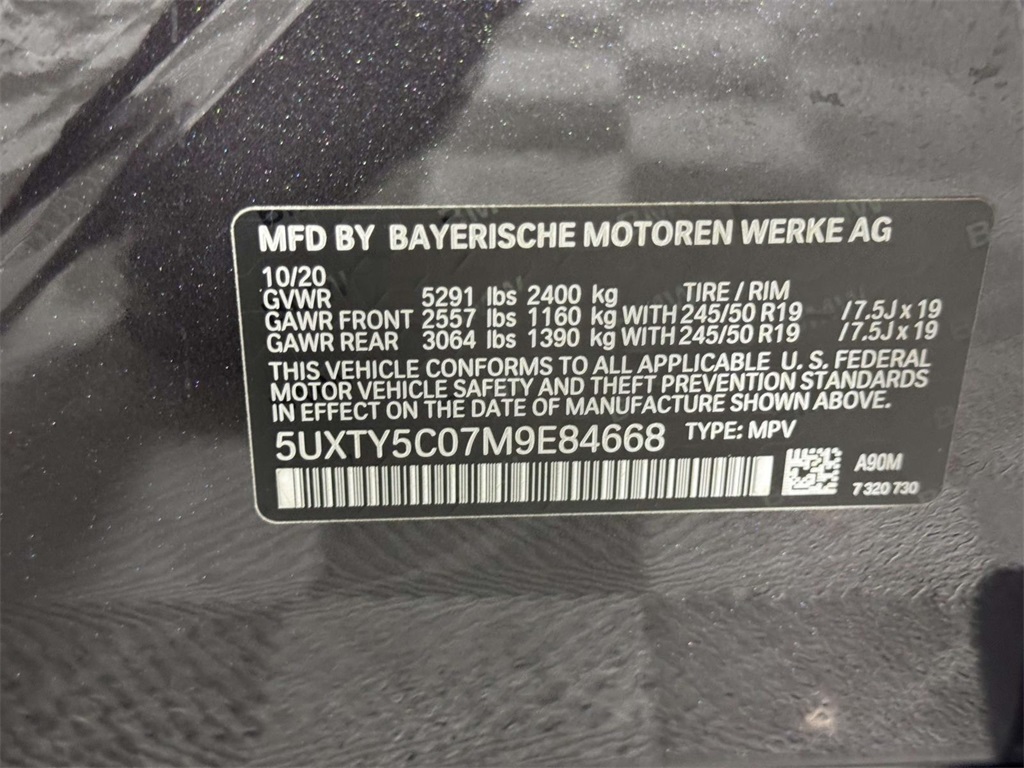 MFD BY BAYERISCHE MOTOREN WERKE AG
10/20
GVWR 5291 lbs 2400 kg TIRE / RIM
GAWR FRONT 2557 lbs 1160 kg WITH 245/50 R19 /7.5J x 19
GAWR REAR 3064 lbs 1390 kg WITH 245/50 R19 /7.5J x 19
THIS VEHICLE CONFORMS TO ALL APPLICABLE U. S. FEDERAL
MOTOR VEHICLE SAFETY AND THEFT PREVENTION STANDARDS
IN EFFECT ON THE DATE OF MANUFACTURE SHOWN ABOVE.
5UXTY5C07M9E84668 TYPE: MPV
A90M
7 320 730